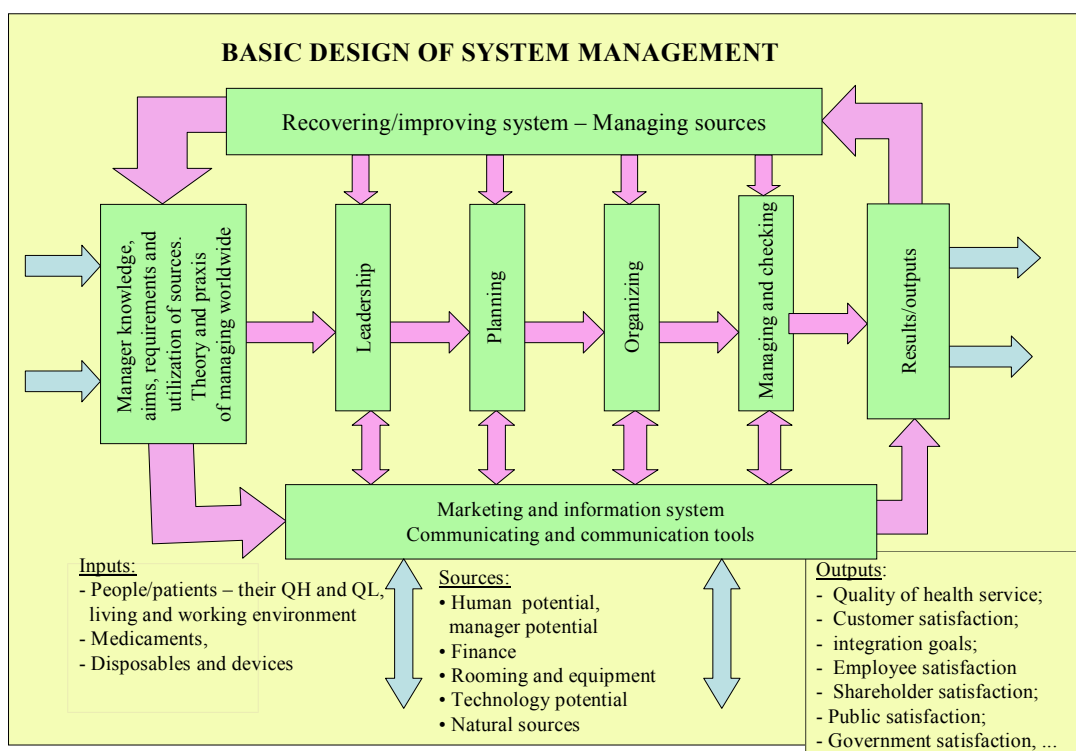 BASIC DESIGN OF SYSTEM MANAGEMENT
Recovering/improving system – Managing sources
Manager knowledge,
aims, requirements and
utilization of sources.
Theory and praxis
of managing worldwide
Leadership
Planning
Organizing
Managing and checking
Results/outputs
Marketing and information system
Communicating and communication tools
Inputs:
- People/patients – their QH and QL,
living and working environment
- Medicaments,
- Disposables and devices
Sources:
• Human potential,
manager potential
• Finance
• Rooming and equipment
• Technology potential
• Natural sources
Outputs:
- Quality of health service;
- Customer satisfaction;
- integration goals;
- Employee satisfaction
- Shareholder satisfaction;
- Public satisfaction;
- Government satisfaction, ...